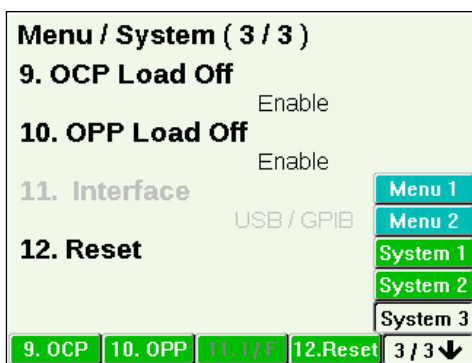 Menu / System ( 3 / 3 )
9. OCP Load Off
Enable
10. OPP Load Off
Enable
11. Interface
USB / GPIB
12. Reset
Menu 1
Menu 2
System 1
System 2
System 3
9. OCP 10. OPP 11. I / F 12.Reset 3 / 3